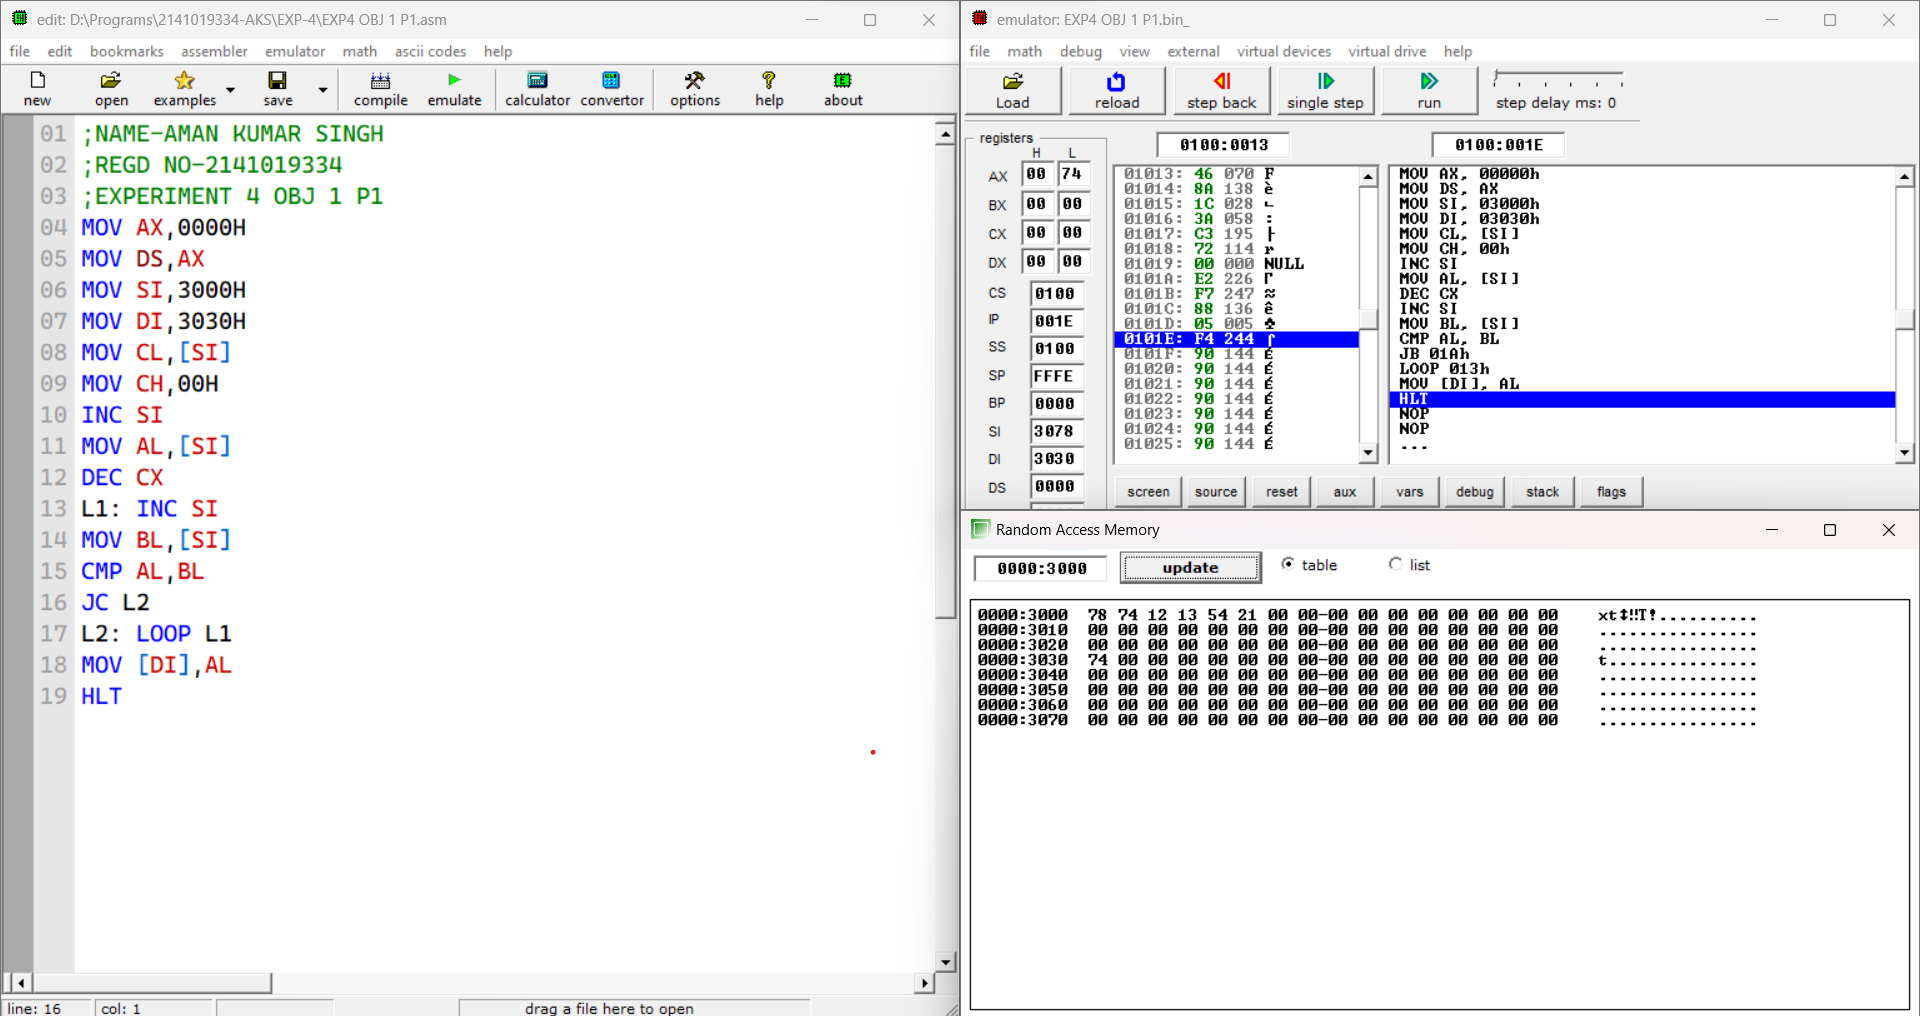 edit: D:\Programs\2141019334-AKS\EXP-4\EXP4 OBJ 1 P1.asm
file edit bookmarks assembler emulator math ascii codes help
new open examples save compile emulate calculator convertor options help about
01 ;NAME-AMAN KUMAR SINGH
02 ;REGD NO-2141019334
03 ;EXPERIMENT 4 OBJ 1 P1
04 MOV AX,0000H
05 MOV DS,AX
06 MOV SI,3000H
07 MOV DI,3030H
08 MOV CL,[SI]
09 MOV CH,00H
10 INC SI
11 MOV AL,[SI]
12 DEC CX
13 L1: INC SI
14 MOV BL,[SI]
15 CMP AL,BL
16 JC L2
17 L2: LOOP L1
18 MOV [DI],AL
19 HLT
line: 16 col: 1 drag a file here to open
emulator: EXP4 OBJ 1 P1.bin_
file math debug view external virtual devices virtual drive help
Load reload step back single step run step delay ms: 0
registers
H L
AX 00 74
BX 00 00
CX 00 00
DX 00 00
CS 0100
IP 001E
SS 0100
SP FFFE
BP 0000
SI 3078
DI 3030
DS 0000
0100:0013
01013: 46 070 F
01014: 8A 138 è
01015: 1C 028 ∟
01016: 3A 058 :
01017: C3 195 ├
01018: 72 114 r
01019: 00 000 NULL
0101A: E2 226 Γ
0101B: F7 247 ≈
0101C: 88 136 ê
0101D: 05 005 ♣
0101E: F4 244 ⌠
0101F: 90 144 É
01020: 90 144 É
01021: 90 144 É
01022: 90 144 É
01023: 90 144 É
01024: 90 144 É
01025: 90 144 É
0100:001E
MOV AX, 00000h
MOV DS, AX
MOV SI, 03000h
MOV DI, 03030h
MOV CL, [SI]
MOV CH, 00h
INC SI
MOV AL, [SI]
DEC CX
INC SI
MOV BL, [SI]
CMP AL, BL
JB 01Ah
LOOP 013h
MOV [DI], AL
HLT
NOP
NOP
...
screen source reset aux vars debug stack flags
Random Access Memory
0000:3000 update table list
0000:3000 78 74 12 13 54 21 00 00-00 00 00 00 00 00 00 00 xt↕‼T!..........
0000:3010 00 00 00 00 00 00 00 00-00 00 00 00 00 00 00 00 ................
0000:3020 00 00 00 00 00 00 00 00-00 00 00 00 00 00 00 00 ................
0000:3030 74 00 00 00 00 00 00 00-00 00 00 00 00 00 00 00 t...............
0000:3040 00 00 00 00 00 00 00 00-00 00 00 00 00 00 00 00 ................
0000:3050 00 00 00 00 00 00 00 00-00 00 00 00 00 00 00 00 ................
0000:3060 00 00 00 00 00 00 00 00-00 00 00 00 00 00 00 00 ................
0000:3070 00 00 00 00 00 00 00 00-00 00 00 00 00 00 00 00 ................